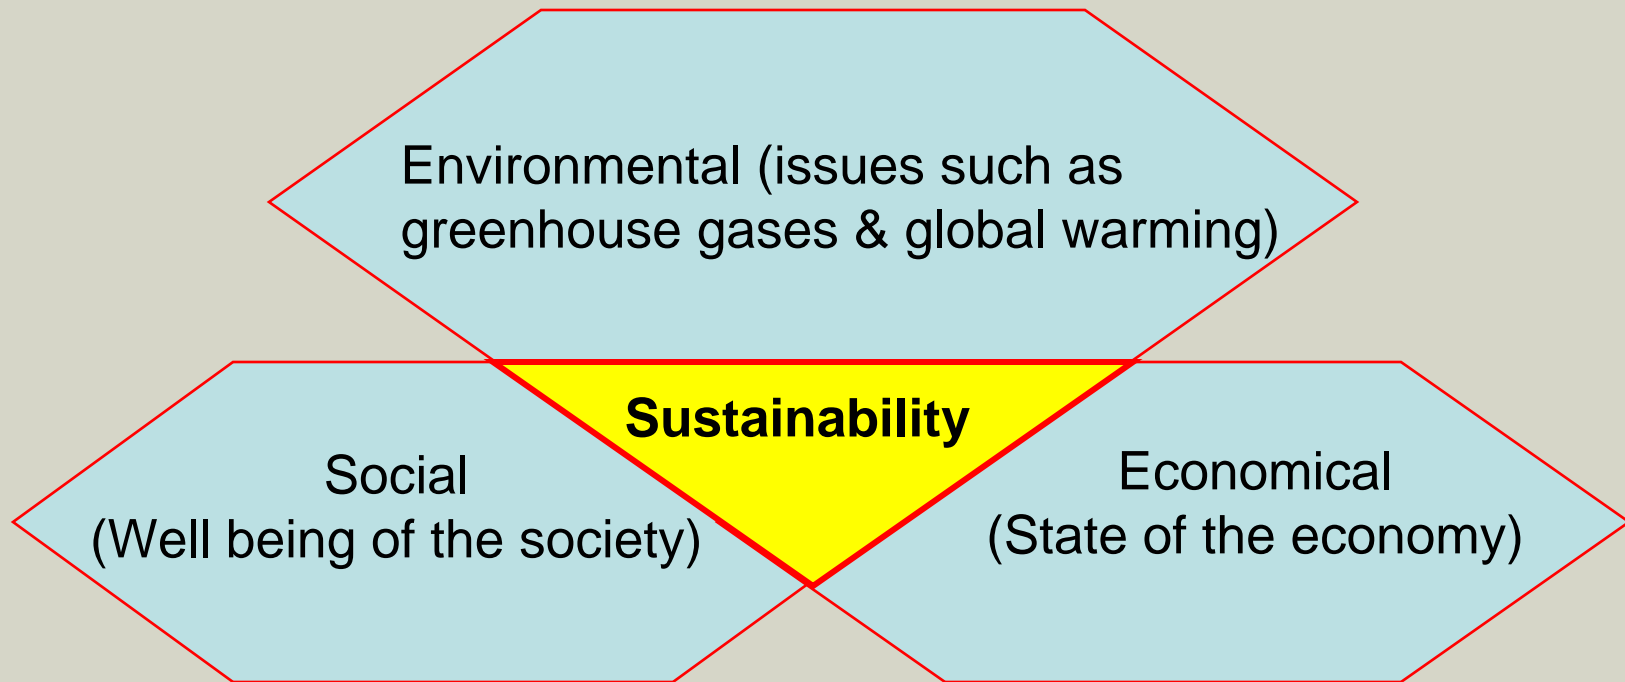 Environmental (issues such as
greenhouse gases & global warming)
Sustainability
Social
(Well being of the society)
Economical
(State of the economy)